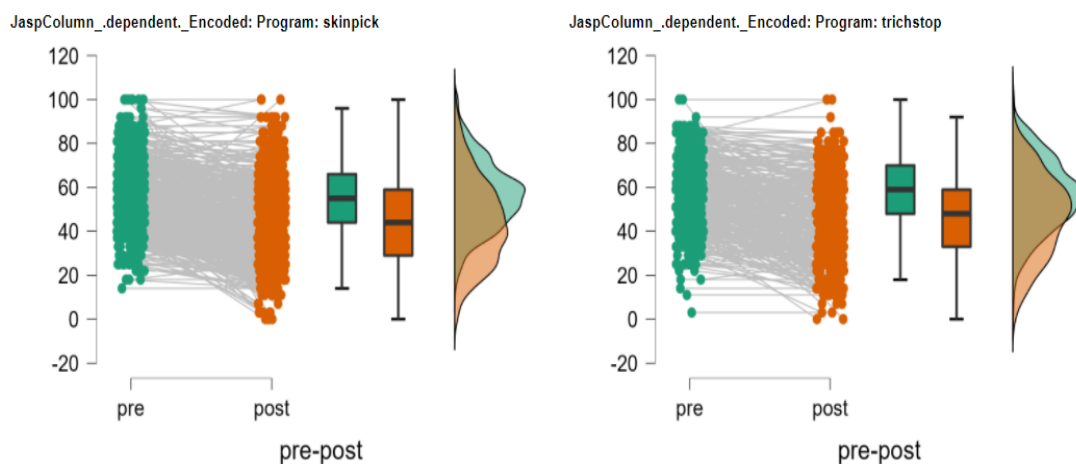 JaspColumn_.dependent._Encoded: Program: skinpick
120
100
80
60
40
20
0
-20
pre
post
pre-post
JaspColumn_.dependent._Encoded: Program: trichstop
120
100
80
60
40
20
0
-20
pre
post
pre-post